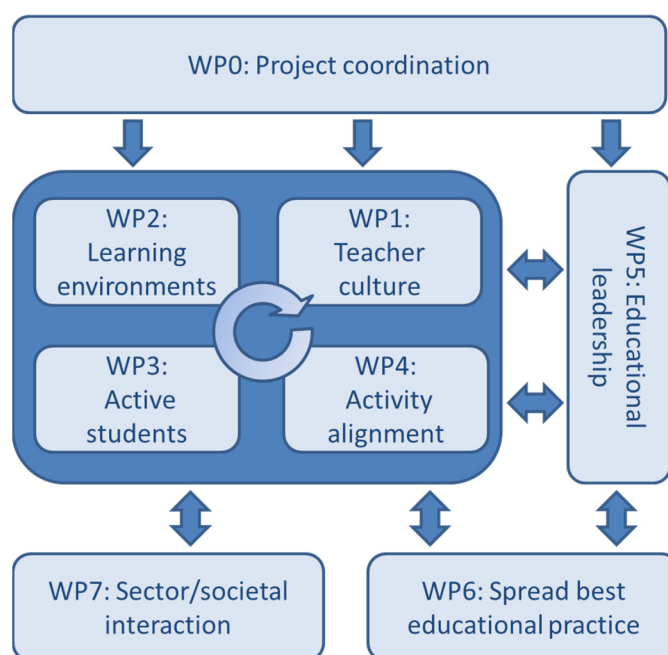 WP0: Project coordination
WP2:
Learning
environments
WP1:
Teacher
culture
WP3:
Active
students
WP4:
Activity
alignment
WP5: Educational
leadership
WP7: Sector/societal
interaction
WP6: Spread best
educational practice